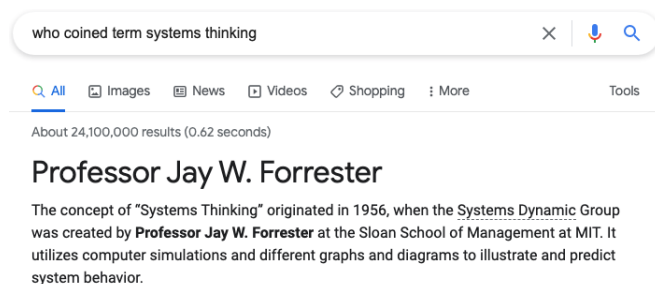 who coined term systems thinking
All Images News Videos Shopping More Tools
About 24,100,000 results (0.62 seconds)
Professor Jay W. Forrester
The concept of “Systems Thinking” originated in 1956, when the Systems Dynamic Group
was created by Professor Jay W. Forrester at the Sloan School of Management at MIT. It
utilizes computer simulations and different graphs and diagrams to illustrate and predict
system behavior.